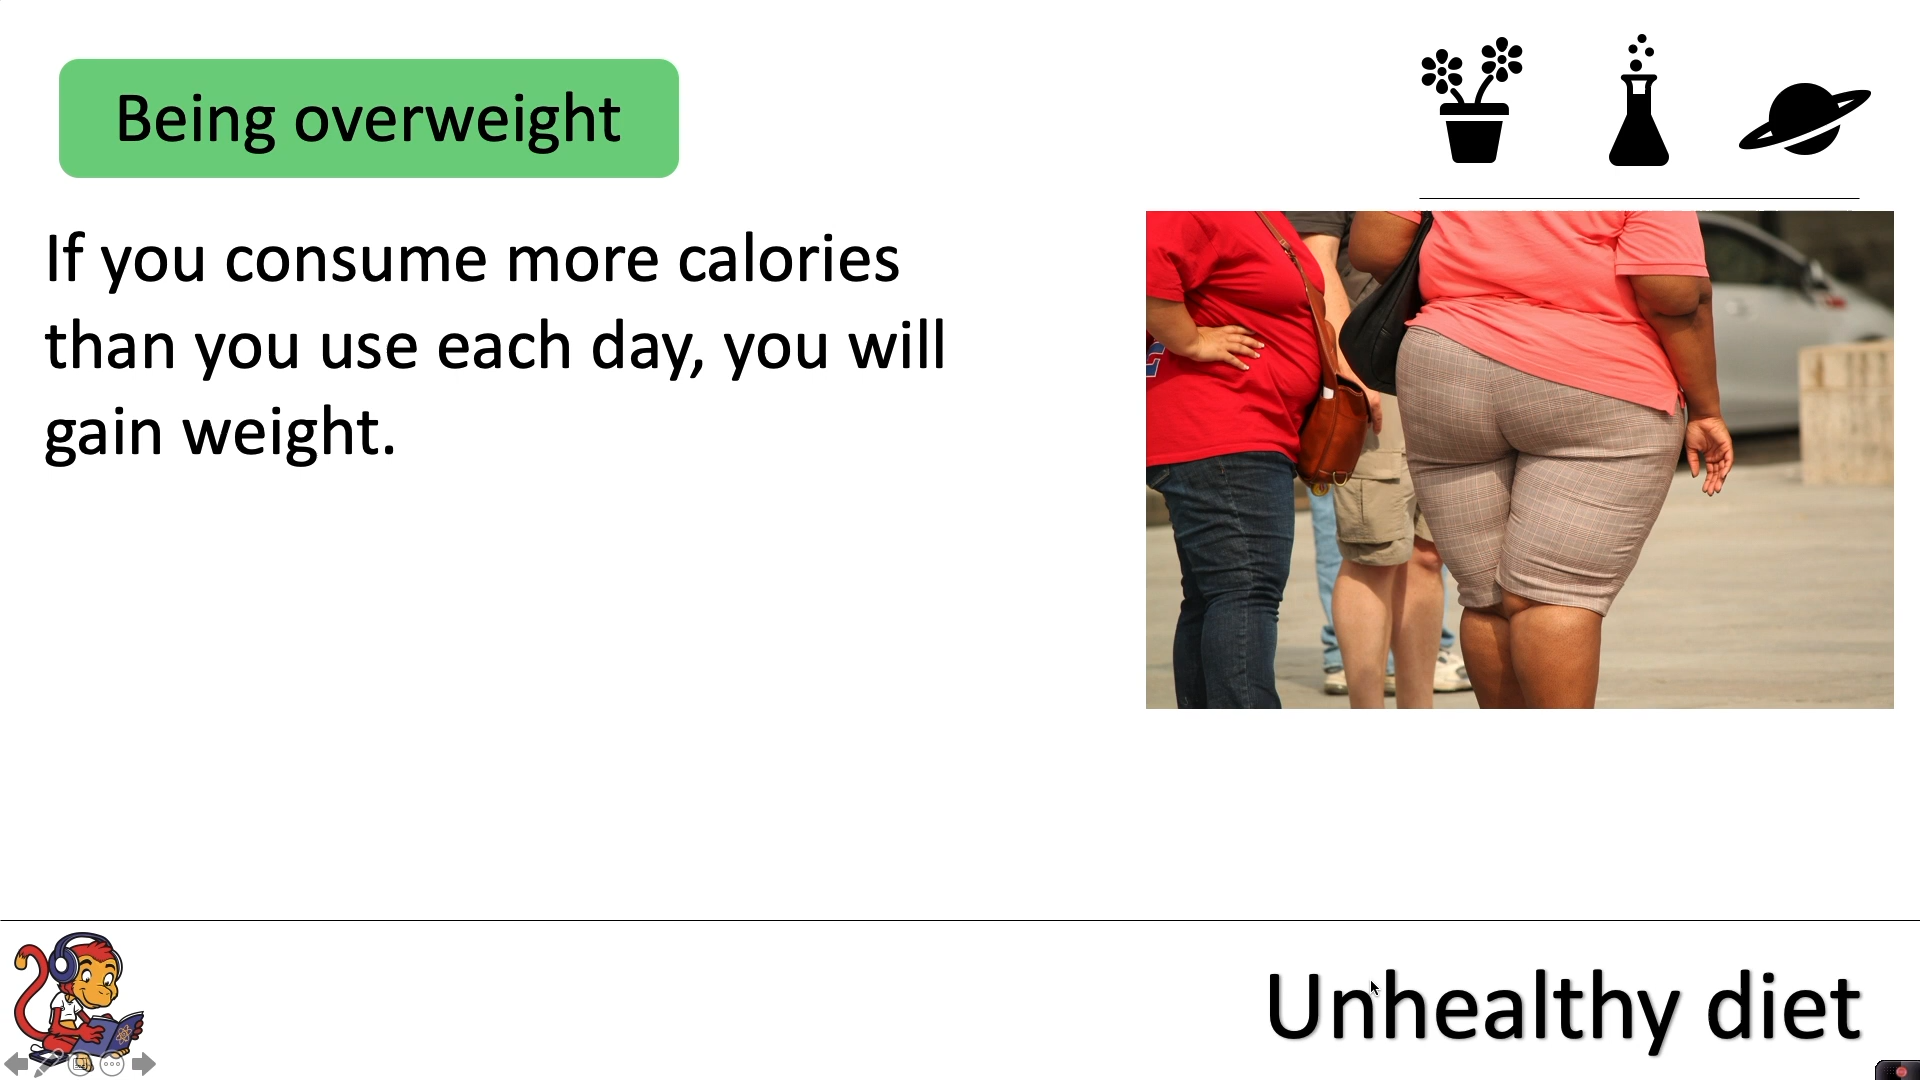 Being overweight
If you consume more calories
than you use each day, you will
gain weight.
Unhealthy diet